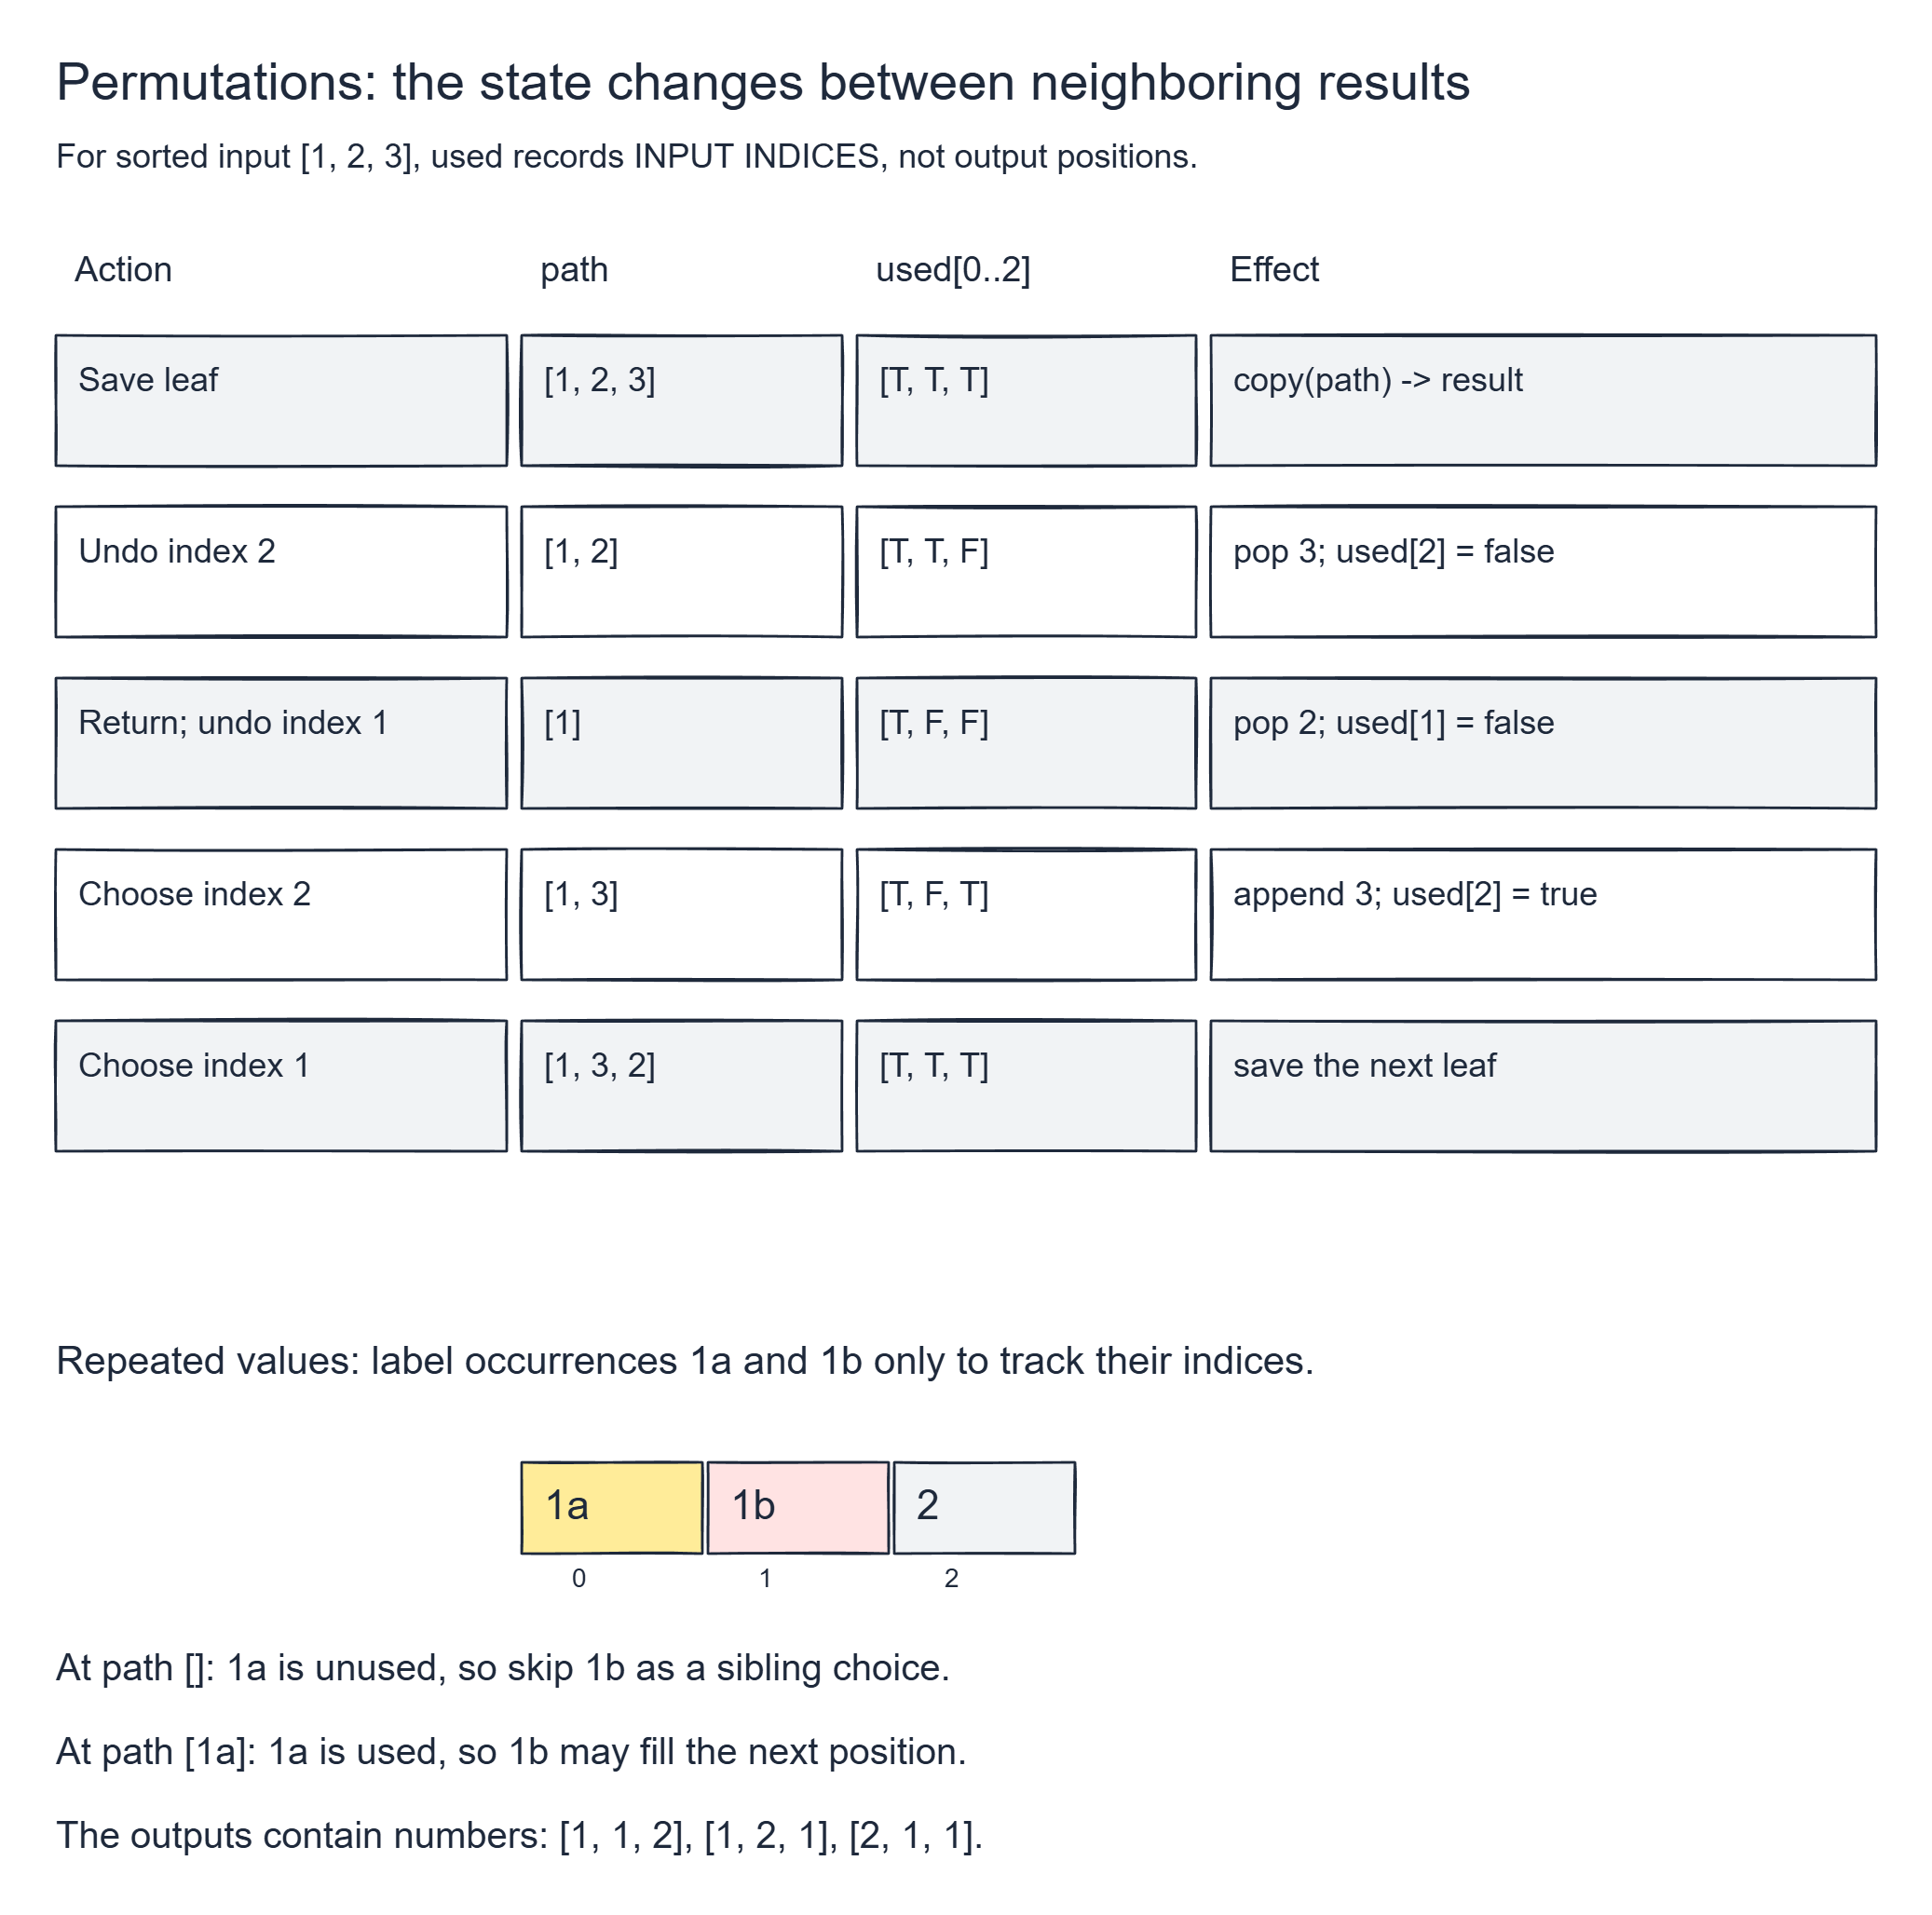 Permutations: the state changes between neighboring results
For sorted input [1, 2, 3], used records INPUT INDICES, not output positions.
Action path used[0..2] Effect
Save leaf [1, 2, 3] [T, T, T] copy(path) -> result
Undo index 2 [1, 2] [T, T, F] pop 3; used[2] = false
Return; undo index 1 [1] [T, F, F] pop 2; used[1] = false
Choose index 2 [1, 3] [T, F, T] append 3; used[2] = true
Choose index 1 [1, 3, 2] [T, T, T] save the next leaf
Repeated values: label occurrences 1a and 1b only to track their indices.
1a 1b 2
0 1 2
At path []: 1a is unused, so skip 1b as a sibling choice.
At path [1a]: 1a is used, so 1b may fill the next position.
The outputs contain numbers: [1, 1, 2], [1, 2, 1], [2, 1, 1].